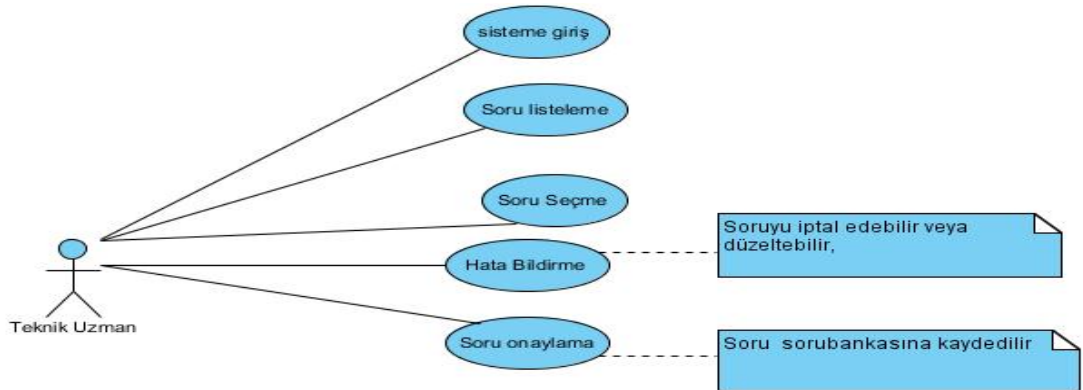 sisteme giriş
Soru listeleme
Soru Seçme
Soruyu iptal edebilir veya
düzeltebilir,
Hata Bildirme
Teknik Uzman
Soru onaylama
Soru sorubankasına kaydedilir